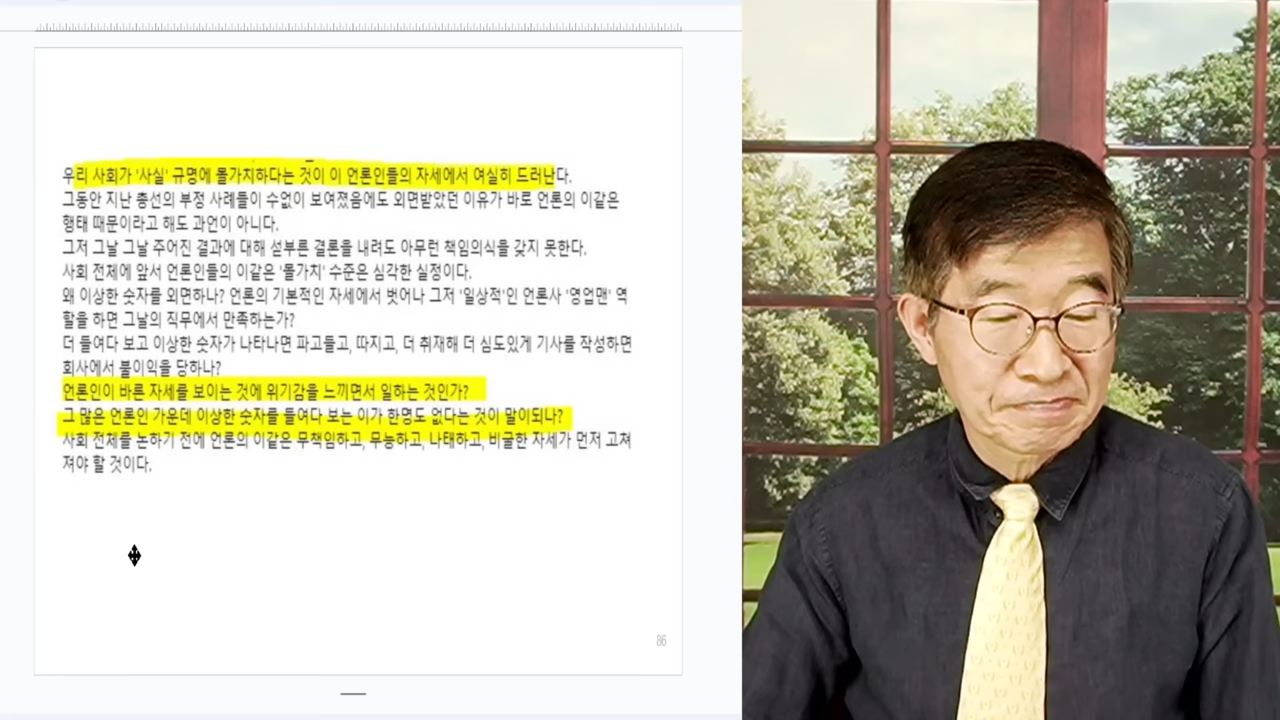 우리 사회가 '사실' 규명에 몰가치하다는 것이 이 언론인들의 자세에서 여실히 드러난다.
그동안 지난 총선의 부정 사례들이 수없이 보여졌음에도 외면받았던 이유가 바로 언론의 이같은
행태 때문이라고 해도 과언이 아니다.
그저 그날 그날 주어진 결과에 대해 섣부른 결론을 내려도 아무런 책임의식을 갖지 못한다.
사회 전체에 앞서 언론인들의 이같은 '몰가치' 수준은 심각한 실정이다.
왜 이상한 숫자를 외면하나? 언론의 기본적인 자세에서 벗어나 그저 '일상적'인 언론사 '영업맨' 역
할을 하면 그날의 직무에서 만족하는가?
더 들여다 보고 이상한 숫자가 나타나면 파고들고, 따지고, 더 취재해 더 심도있게 기사를 작성하면
회사에서 불이익을 당하나?
언론인이 바른 자세를 보이는 것에 위기감을 느끼면서 일하는 것인가?
그 많은 언론인 가운데 이상한 숫자를 들여다 보는 이가 한명도 없다는 것이 말이되나?
사회 전체를 논하기 전에 언론의 이같은 무책임하고, 무능하고, 나태하고, 비굴한 자세가 먼저 고쳐
져야 할 것이다.
86